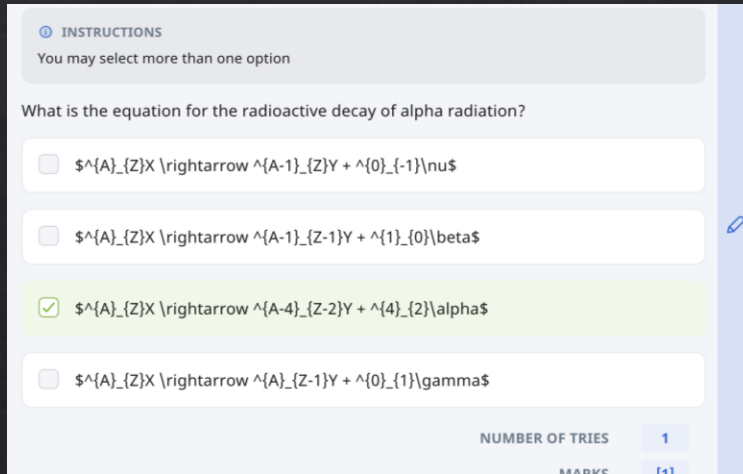 INSTRUCTIONS
You may select more than one option
What is the equation for the radioactive decay of alpha radiation?
$^{A}_{Z}X \rightarrow ^{A-1}_{Z}Y + ^{0}_{-1}\nu$
$^{A}_{Z}X \rightarrow ^{A-1}_{Z-1}Y + ^{1}_{0}\beta$
$^{A}_{Z}X \rightarrow ^{A-4}_{Z-2}Y + ^{4}_{2}\alpha$
$^{A}_{Z}X \rightarrow ^{A}_{Z-1}Y + ^{0}_{1}\gamma$
NUMBER OF TRIES 1
MARKS [1]